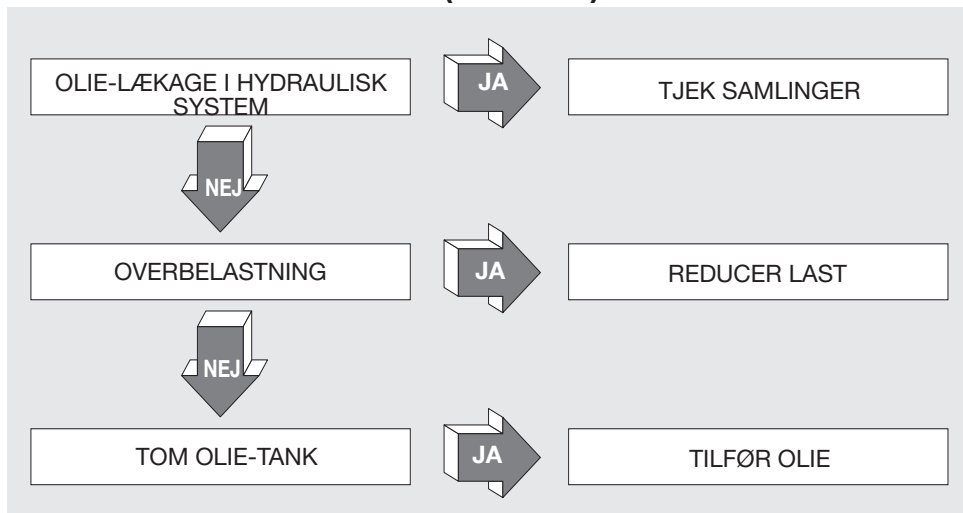 OLIE-LÆKAGE I HYDRAULISK
SYSTEM
JA
TJEK SAMLINGER
NEJ
OVERBELASTNING
JA
REDUCER LAST
NEJ
TOM OLIE-TANK
JA
TILFØR OLIE